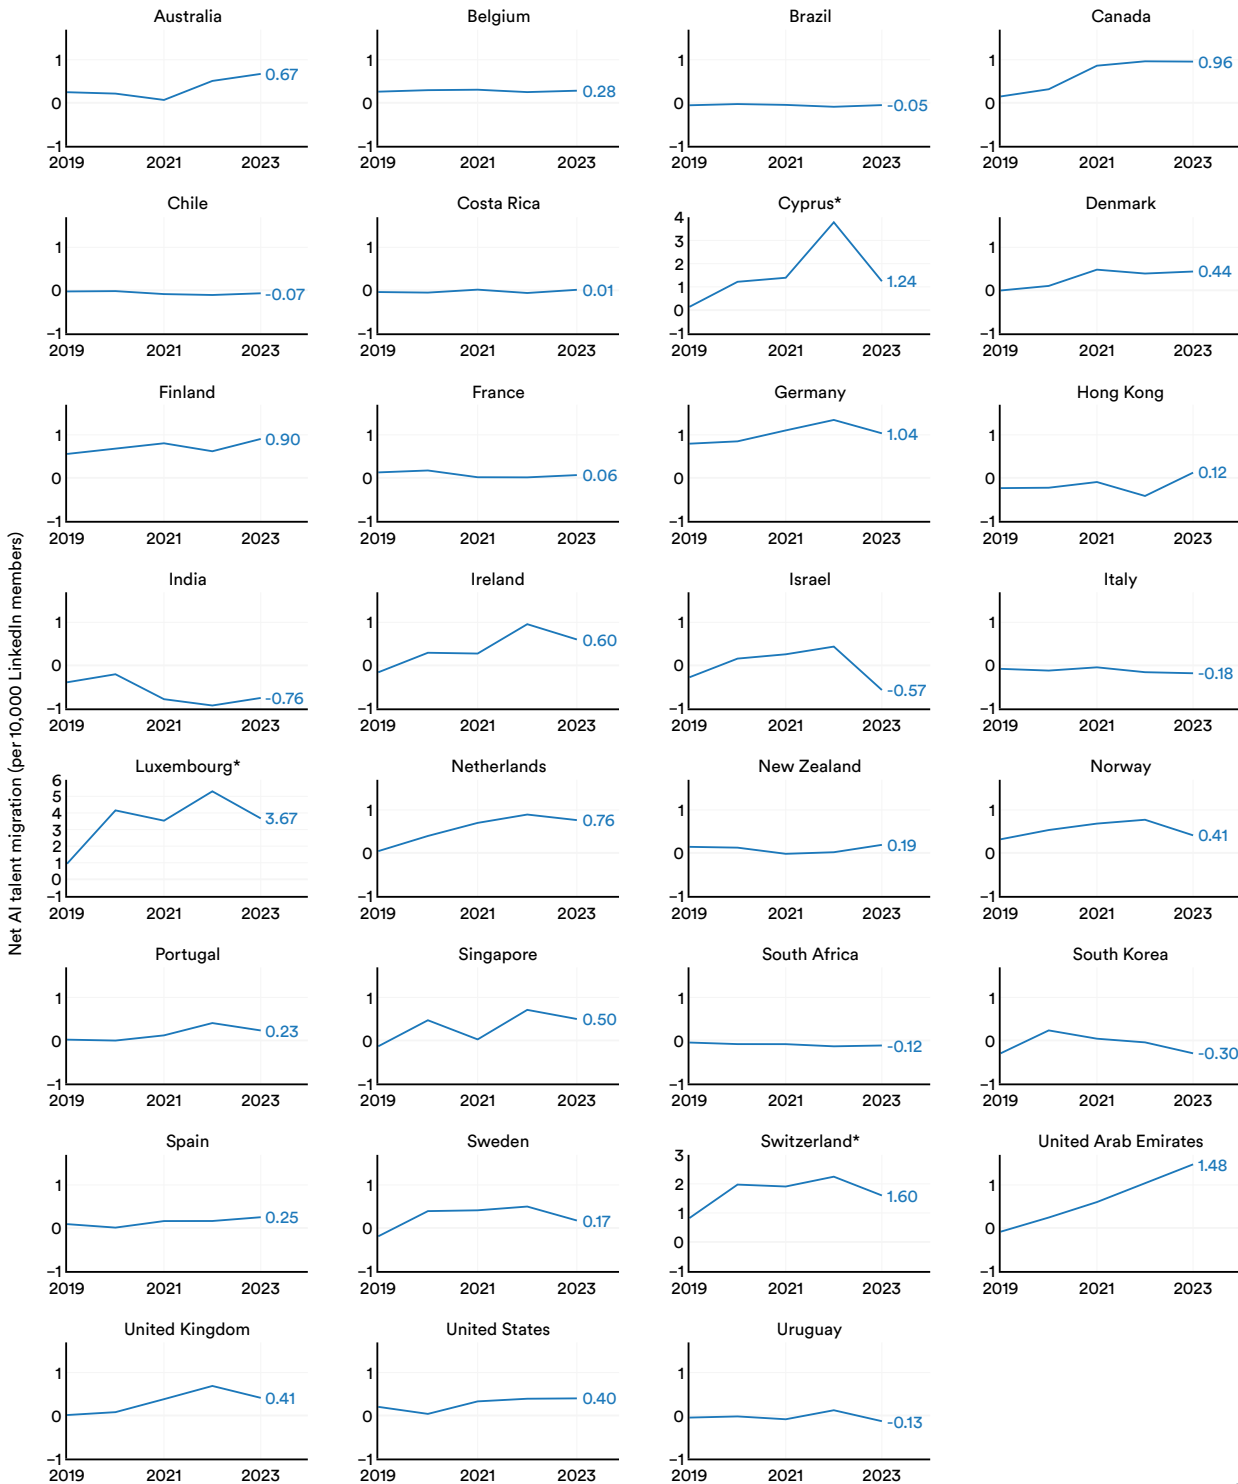 Net AI talent migration (per 10,000 LinkedIn members)
Australia
1
0
−1
2019 2021 2023
0.67
Belgium
1
0
−1
2019 2021 2023
0.28
Brazil
1
0
−1
2019 2021 2023
-0.05
Canada
1
0
−1
2019 2021 2023
0.96
Chile
1
0
−1
2019 2021 2023
-0.07
Costa Rica
1
0
−1
2019 2021 2023
0.01
Cyprus*
4
3
2
1
0
−1
2019 2021 2023
1.24
Denmark
1
0
−1
2019 2021 2023
0.44
Finland
1
0
−1
2019 2021 2023
0.90
France
1
0
−1
2019 2021 2023
0.06
Germany
1
0
−1
2019 2021 2023
1.04
Hong Kong
1
0
−1
2019 2021 2023
0.12
India
1
0
−1
2019 2021 2023
-0.76
Ireland
1
0
−1
2019 2021 2023
0.60
Israel
1
0
−1
2019 2021 2023
-0.57
Italy
1
0
−1
2019 2021 2023
-0.18
Luxembourg*
6
5
4
3
2
1
0
−1
2019 2021 2023
3.67
Netherlands
1
0
−1
2019 2021 2023
0.76
New Zealand
1
0
−1
2019 2021 2023
0.19
Norway
1
0
−1
2019 2021 2023
0.41
Portugal
1
0
−1
2019 2021 2023
0.23
Singapore
1
0
−1
2019 2021 2023
0.50
South Africa
1
0
−1
2019 2021 2023
-0.12
South Korea
1
0
−1
2019 2021 2023
-0.30
Spain
1
0
−1
2019 2021 2023
0.25
Sweden
1
0
−1
2019 2021 2023
0.17
Switzerland*
3
2
1
0
−1
2019 2021 2023
1.60
United Arab Emirates
1
0
−1
2019 2021 2023
1.48
United Kingdom
1
0
−1
2019 2021 2023
0.41
United States
1
0
−1
2019 2021 2023
0.40
Uruguay
1
0
−1
2019 2021 2023
-0.13